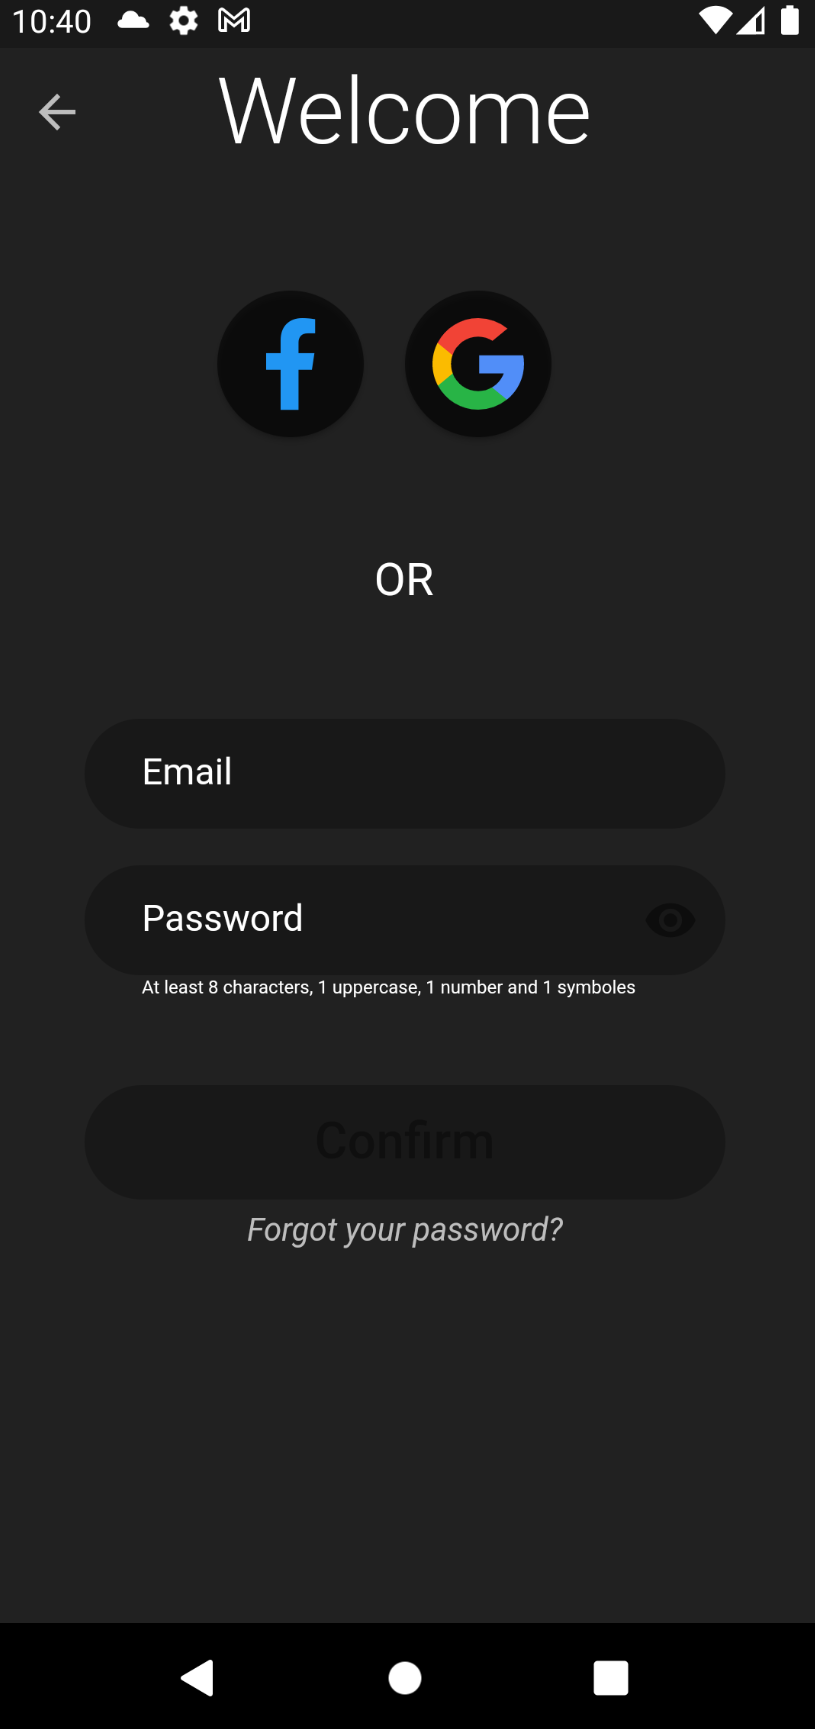 10:40
Welcome
OR
Email
Password
At least 8 characters, 1 uppercase, 1 number and 1 symboles
Confirm
Forgot your password?